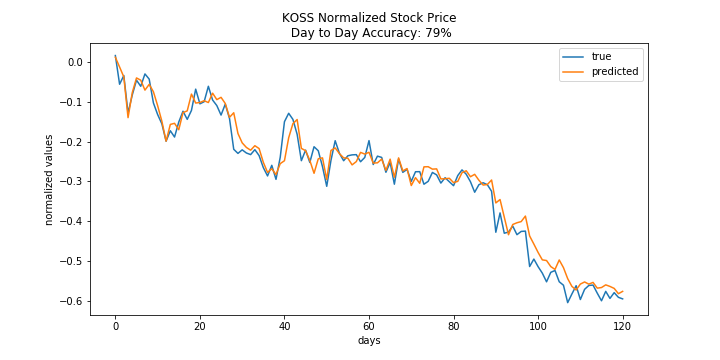 KOSS Normalized Stock Price
Day to Day Accuracy: 79%
true
predicted
normalized values
0.0
−0.1
−0.2
−0.3
−0.4
−0.5
−0.6
0
20
40
60
80
100
120
days